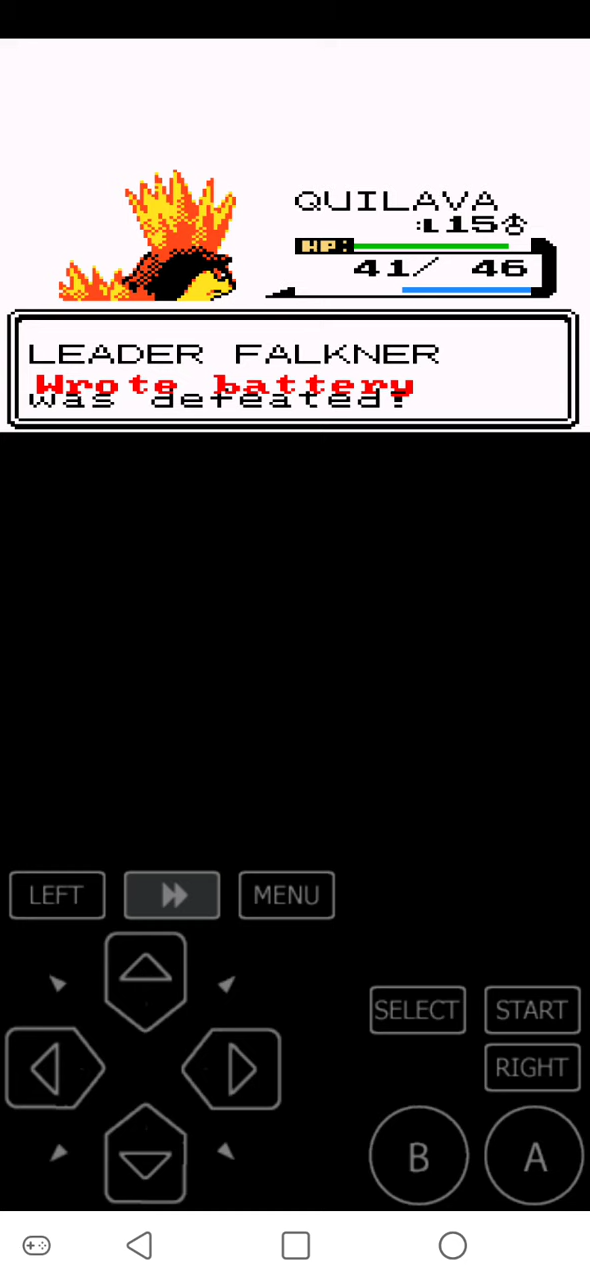 QUILAVA
:L15♂
HP:
41/ 46
LEADER FALKNER
Wrote battery
was defeated!
LEFT
MENU
SELECT
START
RIGHT
B
A